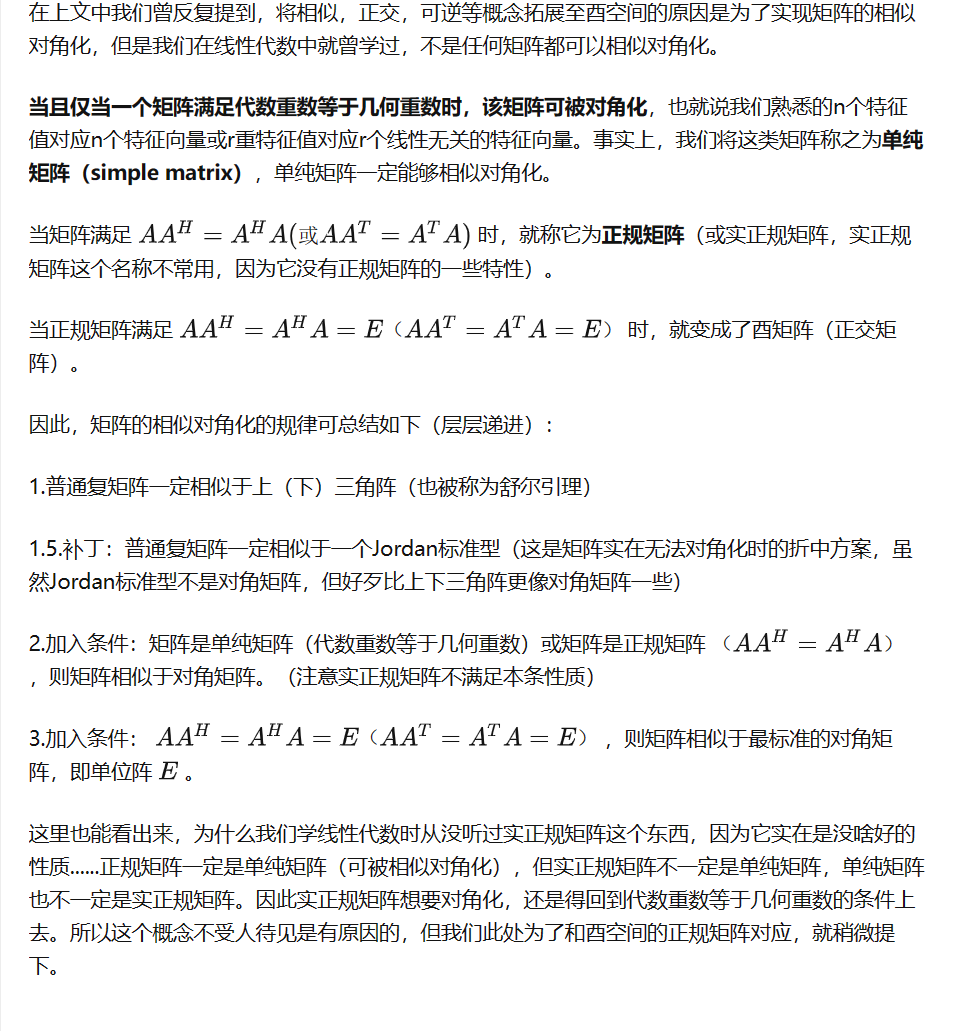 在上文中我们曾反复提到，将相似，正交，可逆等概念拓展至酉空间的原因是为了实现矩阵的相似
对角化，但是我们在线性代数中就曾学过，不是任何矩阵都可以相似对角化。
当且仅当一个矩阵满足代数重数等于几何重数时，该矩阵可被对角化，也就说我们熟悉的n个特征
值对应n个特征向量或r重特征值对应r个线性无关的特征向量。事实上，我们将这类矩阵称之为单纯
矩阵（simple matrix），单纯矩阵一定能够相似对角化。
当矩阵满足 $AA^H = A^H A(或AA^T = A^T A)$ 时，就称它为正规矩阵（或实正规矩阵，实正规
矩阵这个名称不常用，因为它没有正规矩阵的一些特性）。
当正规矩阵满足 $AA^H = A^H A = E（AA^T = A^T A = E）$ 时，就变成了酉矩阵（正交矩
阵）。
因此，矩阵的相似对角化的规律可总结如下（层层递进）：
1.普通复矩阵一定相似于上（下）三角阵（也被称为舒尔引理）
1.5.补丁：普通复矩阵一定相似于一个Jordan标准型（这是矩阵实在无法对角化时的折中方案，虽
然Jordan标准型不是对角矩阵，但好歹比上下三角阵更像对角矩阵一些）
2.加入条件：矩阵是单纯矩阵（代数重数等于几何重数）或矩阵是正规矩阵 $（AA^H = A^H A）$
，则矩阵相似于对角矩阵。（注意实正规矩阵不满足本条性质）
3.加入条件： $AA^H = A^H A = E（AA^T = A^T A = E）$ ，则矩阵相似于最标准的对角矩
阵，即单位阵 $E$ 。
这里也能看出来，为什么我们学线性代数时从没听过实正规矩阵这个东西，因为它实在是没啥好的
性质......正规矩阵一定是单纯矩阵（可被相似对角化），但实正规矩阵不一定是单纯矩阵，单纯矩阵
也不一定是实正规矩阵。因此实正规矩阵想要对角化，还是得回到代数重数等于几何重数的条件上
去。所以这个概念不受人待见是有原因的，但我们此处为了和酉空间的正规矩阵对应，就稍微提
下。